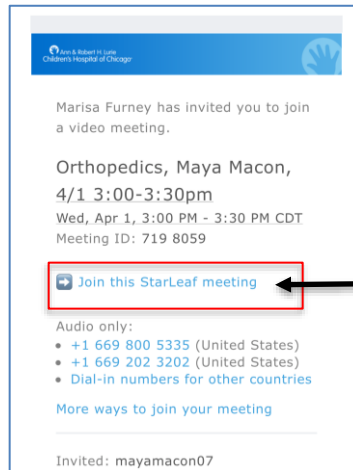 Ann & Robert H. Lurie
Children's Hospital of Chicago®
Marisa Furney has invited you to join
a video meeting.
Orthopedics, Maya Macon,
4/1 3:00-3:30pm
Wed, Apr 1, 3:00 PM - 3:30 PM CDT
Meeting ID: 719 8059
Join this StarLeaf meeting
Audio only:
• +1 669 800 5335 (United States)
• +1 669 202 3202 (United States)
• Dial-in numbers for other countries
More ways to join your meeting
Invited: mayamacon07